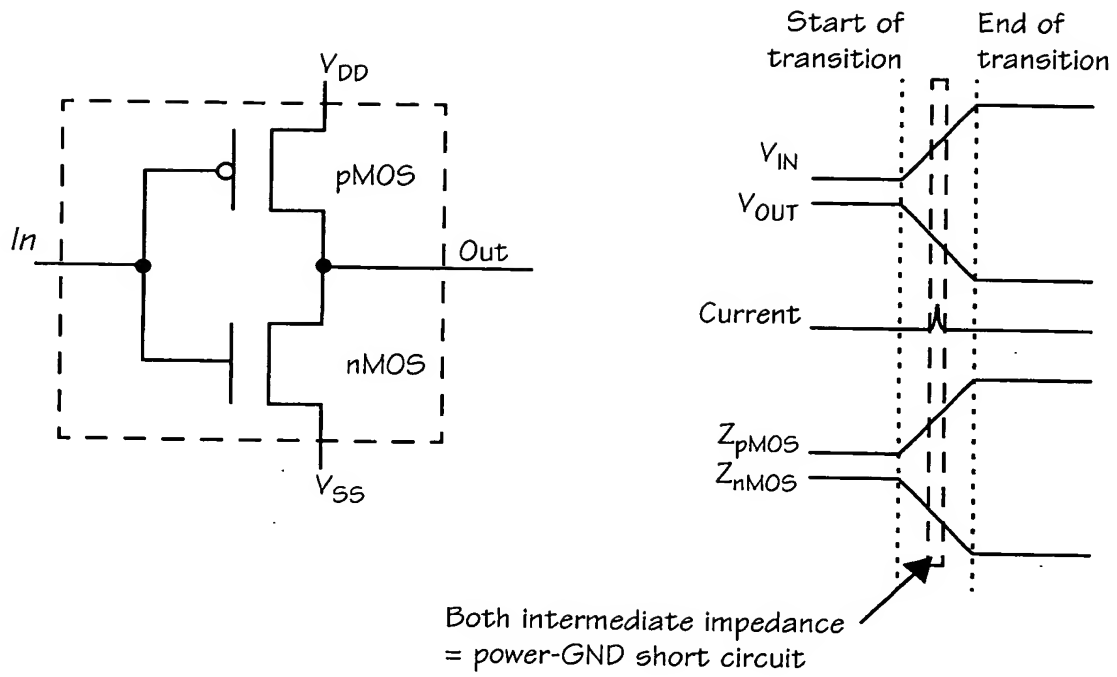 V_DD
pMOS
In
Out
nMOS
V_SS
Start of
transition
End of
transition
V_IN
V_OUT
Current
Z_pMOS
Z_nMOS
Both intermediate impedance
= power-GND short circuit